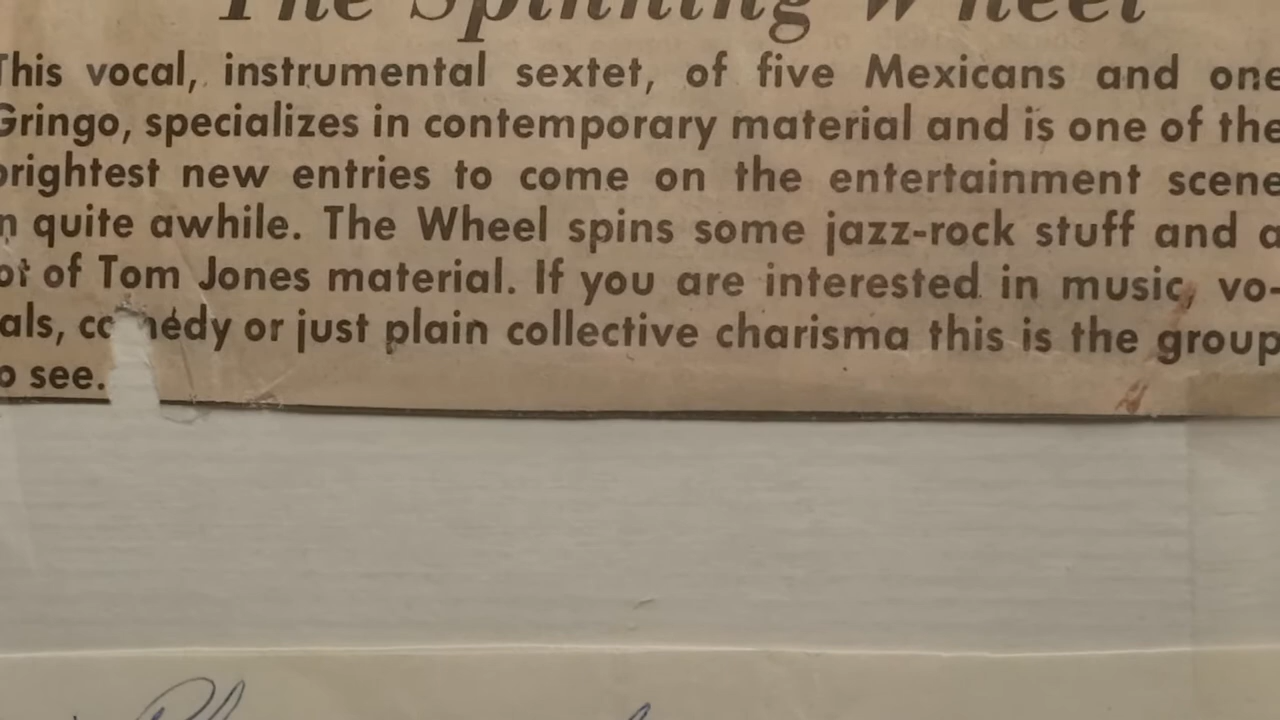 The Spinning Wheel
This vocal, instrumental sextet, of five Mexicans and one
Gringo, specializes in contemporary material and is one of the
brightest new entries to come on the entertainment scene
in quite awhile. The Wheel spins some jazz-rock stuff and a
lot of Tom Jones material. If you are interested in music, vo-
cals, comedy or just plain collective charisma this is the group
to see.